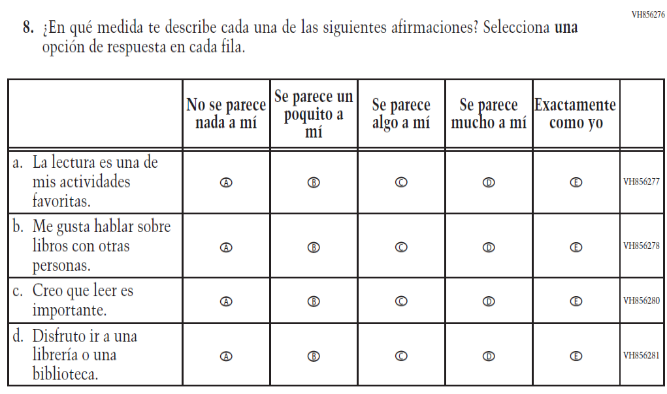 VH856276
8. ¿En qué medida te describe cada una de las siguientes afirmaciones? Selecciona una
opción de respuesta en cada fila.
No se parece
nada a mí
Se parece un
poquito a
mí
Se parece
algo a mí
Se parece
mucho a mí
Exactamente
como yo
a. La lectura es una de
mis actividades
favoritas.
A B C D E VH856277
b. Me gusta hablar sobre
libros con otras
personas.
A B C D E VH856278
c. Creo que leer es
importante.
A B C D E VH856280
d. Disfruto ir a una
librería o una
biblioteca.
A B C D E VH856281